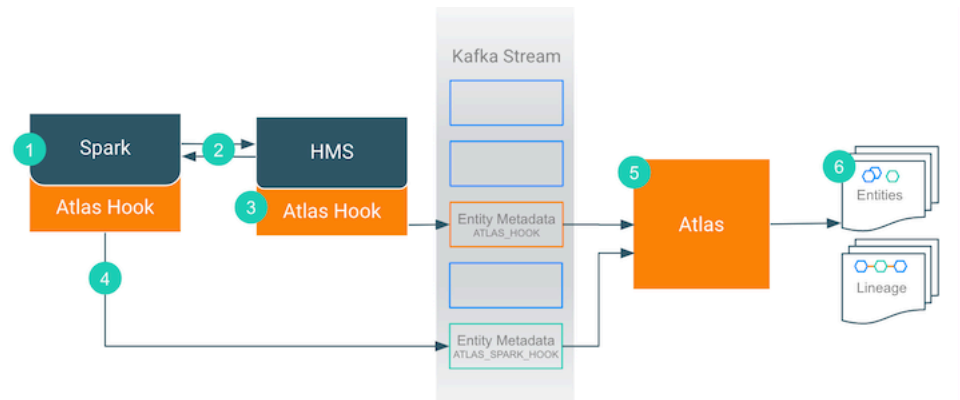 Kafka Stream
1
Spark
Atlas Hook
2
HMS
3
Atlas Hook
4
Entity Metadata
ATLAS_HOOK
Entity Metadata
ATLAS_SPARK_HOOK
5
Atlas
6
Entities
Lineage